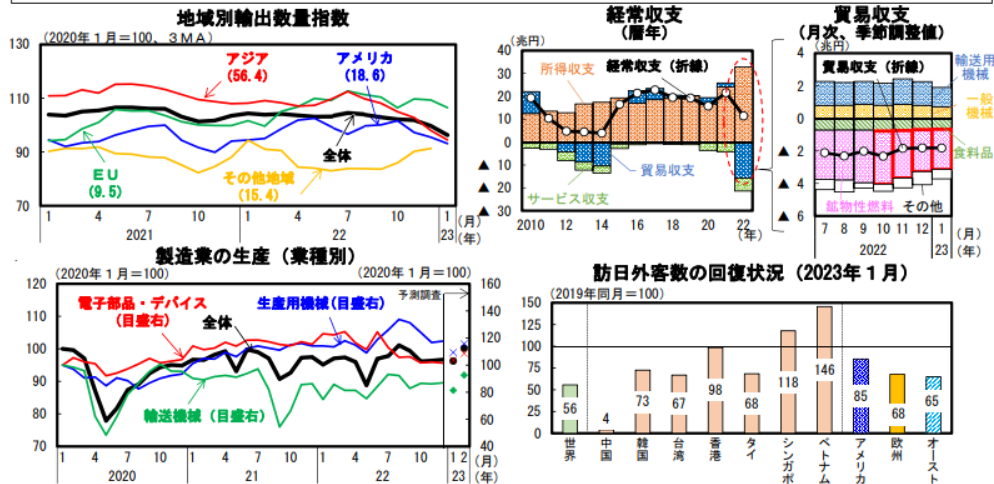 地域別輸出数量指数
(2020年1月＝100、3MA)
130
110
90
70
アジア
(56.4)
アメリカ
(18.6)
全体
EU
(9.5)
その他地域
(15.4)
1 4 7 10 1 4 7 10 1 (月)
2021 22 23 (年)
経常収支
(暦年)
(兆円)
40
30
20
10
0
▲ 10
▲ 20
▲ 30
所得収支
経常収支（折線）
貿易収支
サービス収支
2010 12 14 16 18 20 22
(年)
貿易収支
(月次、季節調整値)
(兆円)
4
2
0
▲ 2
▲ 4
▲ 6
貿易収支（折線）
輸送用
機械
一般
機械
食料品
鉱物性燃料
その他
7 8 9 10 11 12 1 (月)
2022 23 (年)
製造業の生産（業種別）
(2020年1月＝100)
(2020年1月＝100)
110
100
90
80
70
160
140
120
100
80
60
40
予測調査
電子部品・デバイス
(目盛右)
全体
生産用機械(目盛右)
輸送機械（目盛右）
1 4 7 10 1 4 7 10 1 4 7 10 1 2 (月)
2020 21 22 23 (年)
訪日外客数の回復状況（2023年1月）
(2019年同月=100)
150
100
50
0
56 4 73 67 98 68 118 146 85 68 65
世界
中国
韓国
台湾
香港
タイ
シンガポ
ベトナム
アメリカ
欧州
オースト